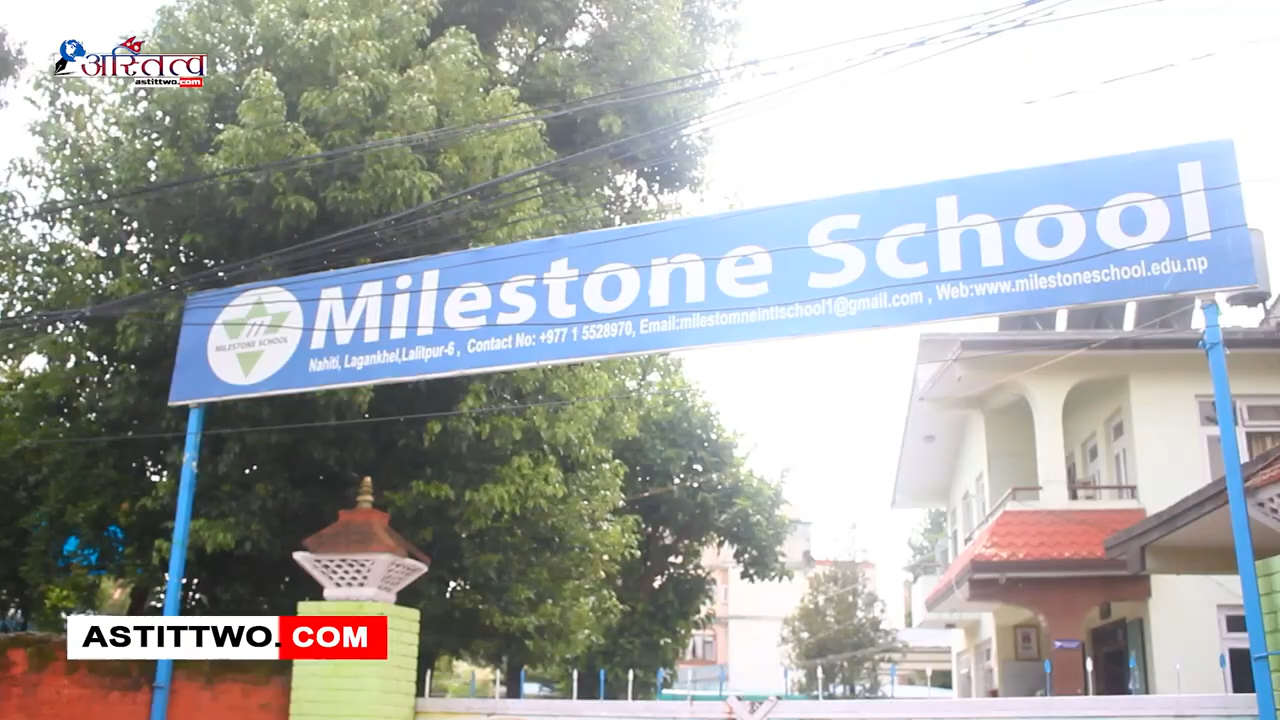 अस्तित्व
astittwo.com
Milestone School
MILESTONE SCHOOL
Nahiti, Lagankhel,Lalitpur-6 , Contact No: +977 1 5528970, Email:milestomneintlschool1@gmail.com , Web:www.milestoneschool.edu.np
ASTITTWO.COM